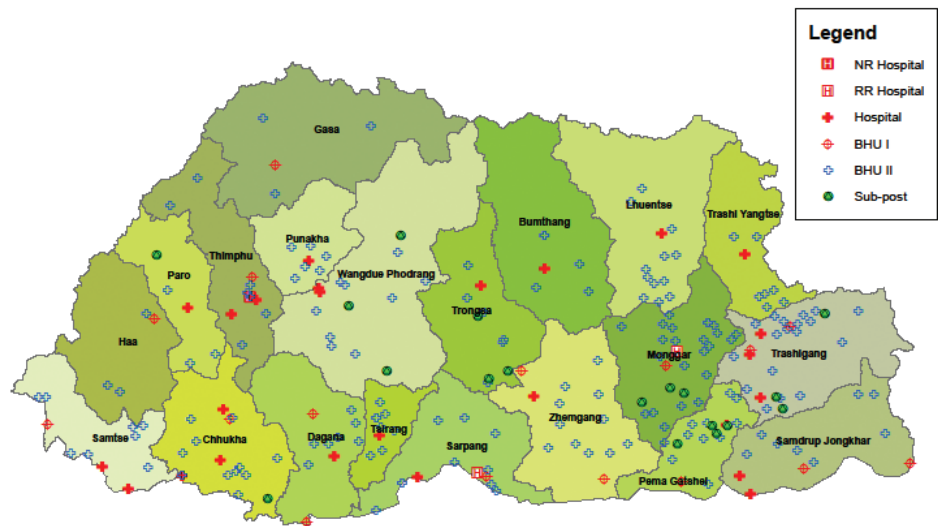 Legend
NR Hospital
RR Hospital
Hospital
BHU I
BHU II
Sub-post
Gasa
Lhuentse
Trashi Yangtse
Bumthang
Punakha
Thimphu
Wangdue Phodrang
Paro
Trongsa
Haa
Monggar
Trashigang
Zhemgang
Samtse
Chhukha
Dagana
Tsirang
Sarpang
Samdrup Jongkhar
Pema Gatshel